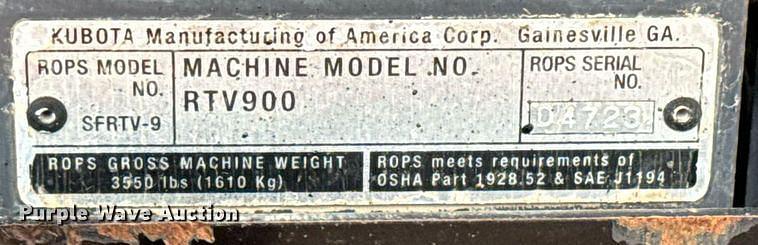 KUBOTA Manufacturing of America Corp. Gainesville GA.
ROPS MODEL NO.
SFRTV-9
MACHINE MODEL NO.
RTV900
ROPS SERIAL NO.
04723
ROPS GROSS MACHINE WEIGHT
3550 lbs (1610 Kg)
ROPS meets requirements of
OSHA Part 1928.52 & SAE J1194
Purple Wave Auction